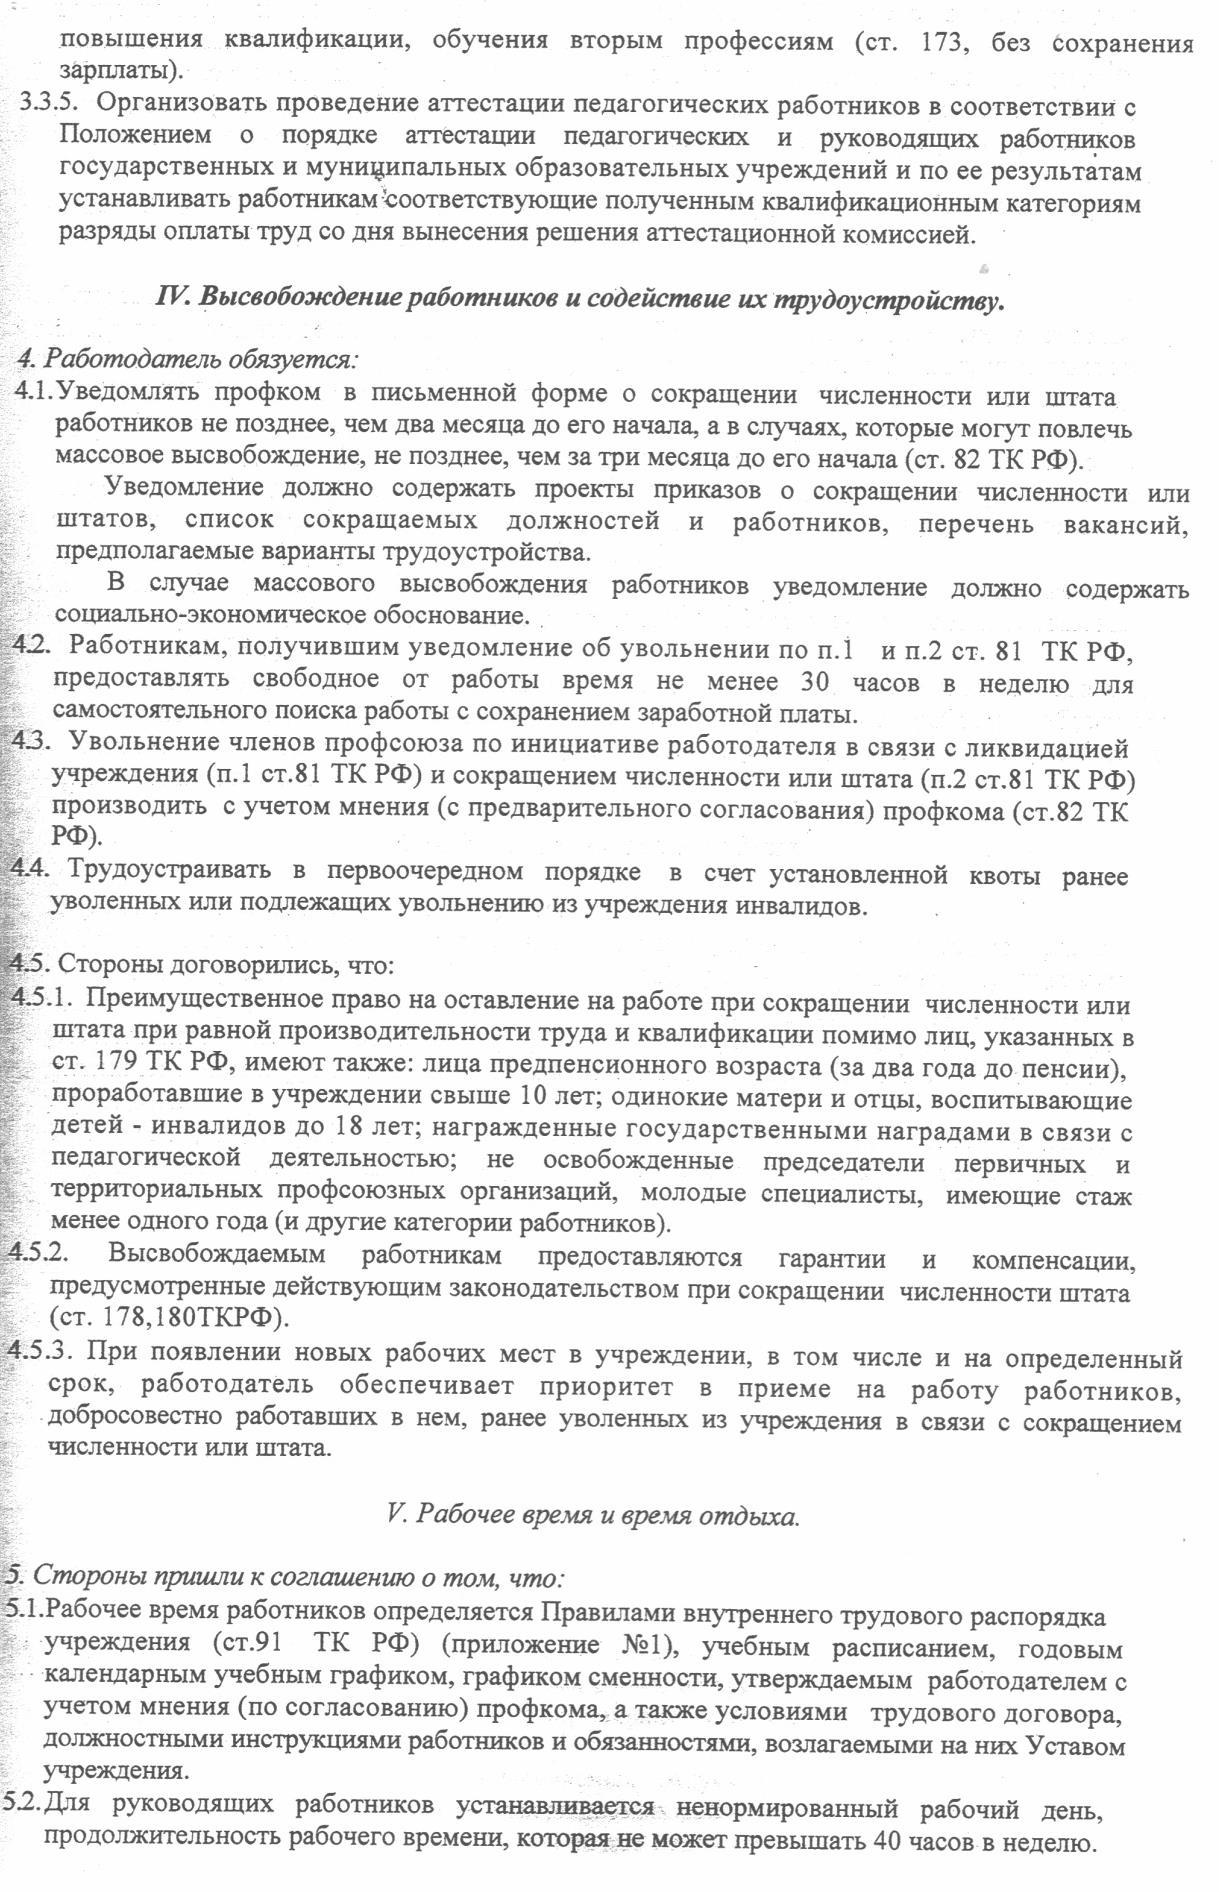 повышения квалификации, обучения вторым профессиям (ст. 173, без сохранения
зарплаты).
3.3.5. Организовать проведение аттестации педагогических работников в соответствии с
Положением о порядке аттестации педагогических и руководящих работников
государственных и муниципальных образовательных учреждений и по ее результатам
устанавливать работникам соответствующие полученным квалификационным категориям
разряды оплаты труд со дня вынесения решения аттестационной комиссией.
IV. Высвобождение работников и содействие их трудоустройству.
4. Работодатель обязуется:
4.1.Уведомлять профком в письменной форме о сокращении численности или штата
работников не позднее, чем два месяца до его начала, а в случаях, которые могут повлечь
массовое высвобождение, не позднее, чем за три месяца до его начала (ст. 82 ТК РФ).
Уведомление должно содержать проекты приказов о сокращении численности или
штатов, список сокращаемых должностей и работников, перечень вакансий,
предполагаемые варианты трудоустройства.
В случае массового высвобождения работников уведомление должно содержать
социально-экономическое обоснование.
4.2. Работникам, получившим уведомление об увольнении по п.1 и п.2 ст. 81 ТК РФ,
предоставлять свободное от работы время не менее 30 часов в неделю для
самостоятельного поиска работы с сохранением заработной платы.
4.3. Увольнение членов профсоюза по инициативе работодателя в связи с ликвидацией
учреждения (п.1 ст.81 ТК РФ) и сокращением численности или штата (п.2 ст.81 ТК РФ)
производить с учетом мнения (с предварительного согласования) профкома (ст.82 ТК
РФ).
4.4. Трудоустраивать в первоочередном порядке в счет установленной квоты ранее
уволенных или подлежащих увольнению из учреждения инвалидов.
4.5. Стороны договорились, что:
4.5.1. Преимущественное право на оставление на работе при сокращении численности или
штата при равной производительности труда и квалификации помимо лиц, указанных в
ст. 179 ТК РФ, имеют также: лица предпенсионного возраста (за два года до пенсии),
проработавшие в учреждении свыше 10 лет; одинокие матери и отцы, воспитывающие
детей - инвалидов до 18 лет; награжденные государственными наградами в связи с
педагогической деятельностью; не освобожденные председатели первичных и
территориальных профсоюзных организаций, молодые специалисты, имеющие стаж
менее одного года (и другие категории работников).
4.5.2. Высвобождаемым работникам предоставляются гарантии и компенсации,
предусмотренные действующим законодательством при сокращении численности штата
(ст. 178,180ТКРФ).
4.5.3. При появлении новых рабочих мест в учреждении, в том числе и на определенный
срок, работодатель обеспечивает приоритет в приеме на работу работников,
добросовестно работавших в нем, ранее уволенных из учреждения в связи с сокращением
численности или штата.
V. Рабочее время и время отдыха.
5. Стороны пришли к соглашению о том, что:
5.1.Рабочее время работников определяется Правилами внутреннего трудового распорядка
учреждения (ст.91 ТК РФ) (приложение №1), учебным расписанием, годовым
календарным учебным графиком, графиком сменности, утверждаемым работодателем с
учетом мнения (по согласованию) профкома, а также условиями трудового договора,
должностными инструкциями работников и обязанностями, возлагаемыми на них Уставом
учреждения.
5.2.Для руководящих работников устанавливается ненормированный рабочий день,
продолжительность рабочего времени, которая не может превышать 40 часов в неделю.